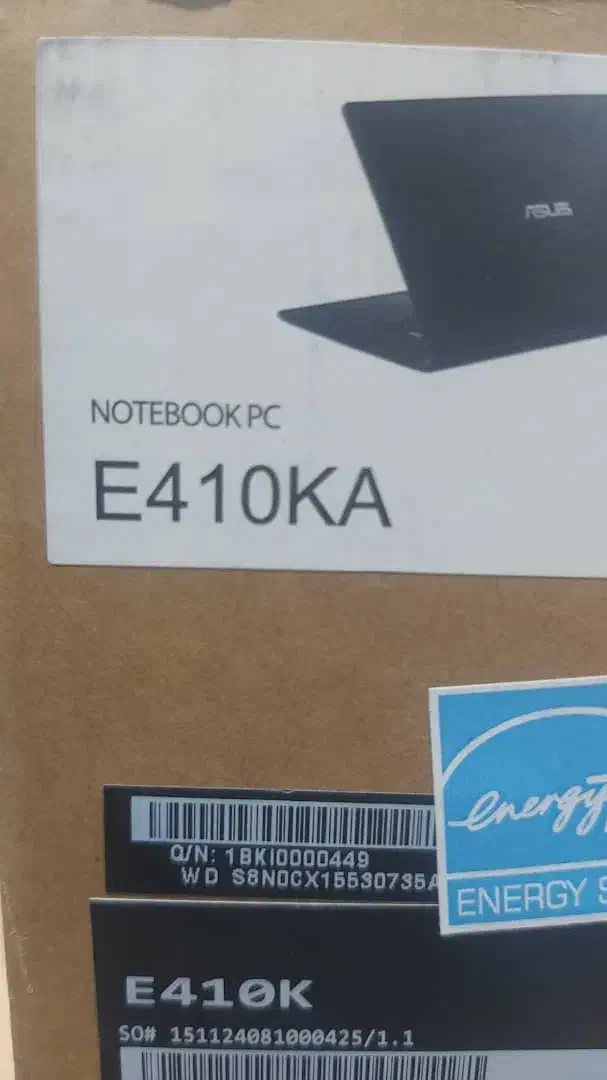 ASUS
NOTEBOOK PC
E410KA
energy
ENERGY
Q/N: 1BKI0000449
WD S8N0CX15530735A
E410K
SO# 151124081000425/1.1